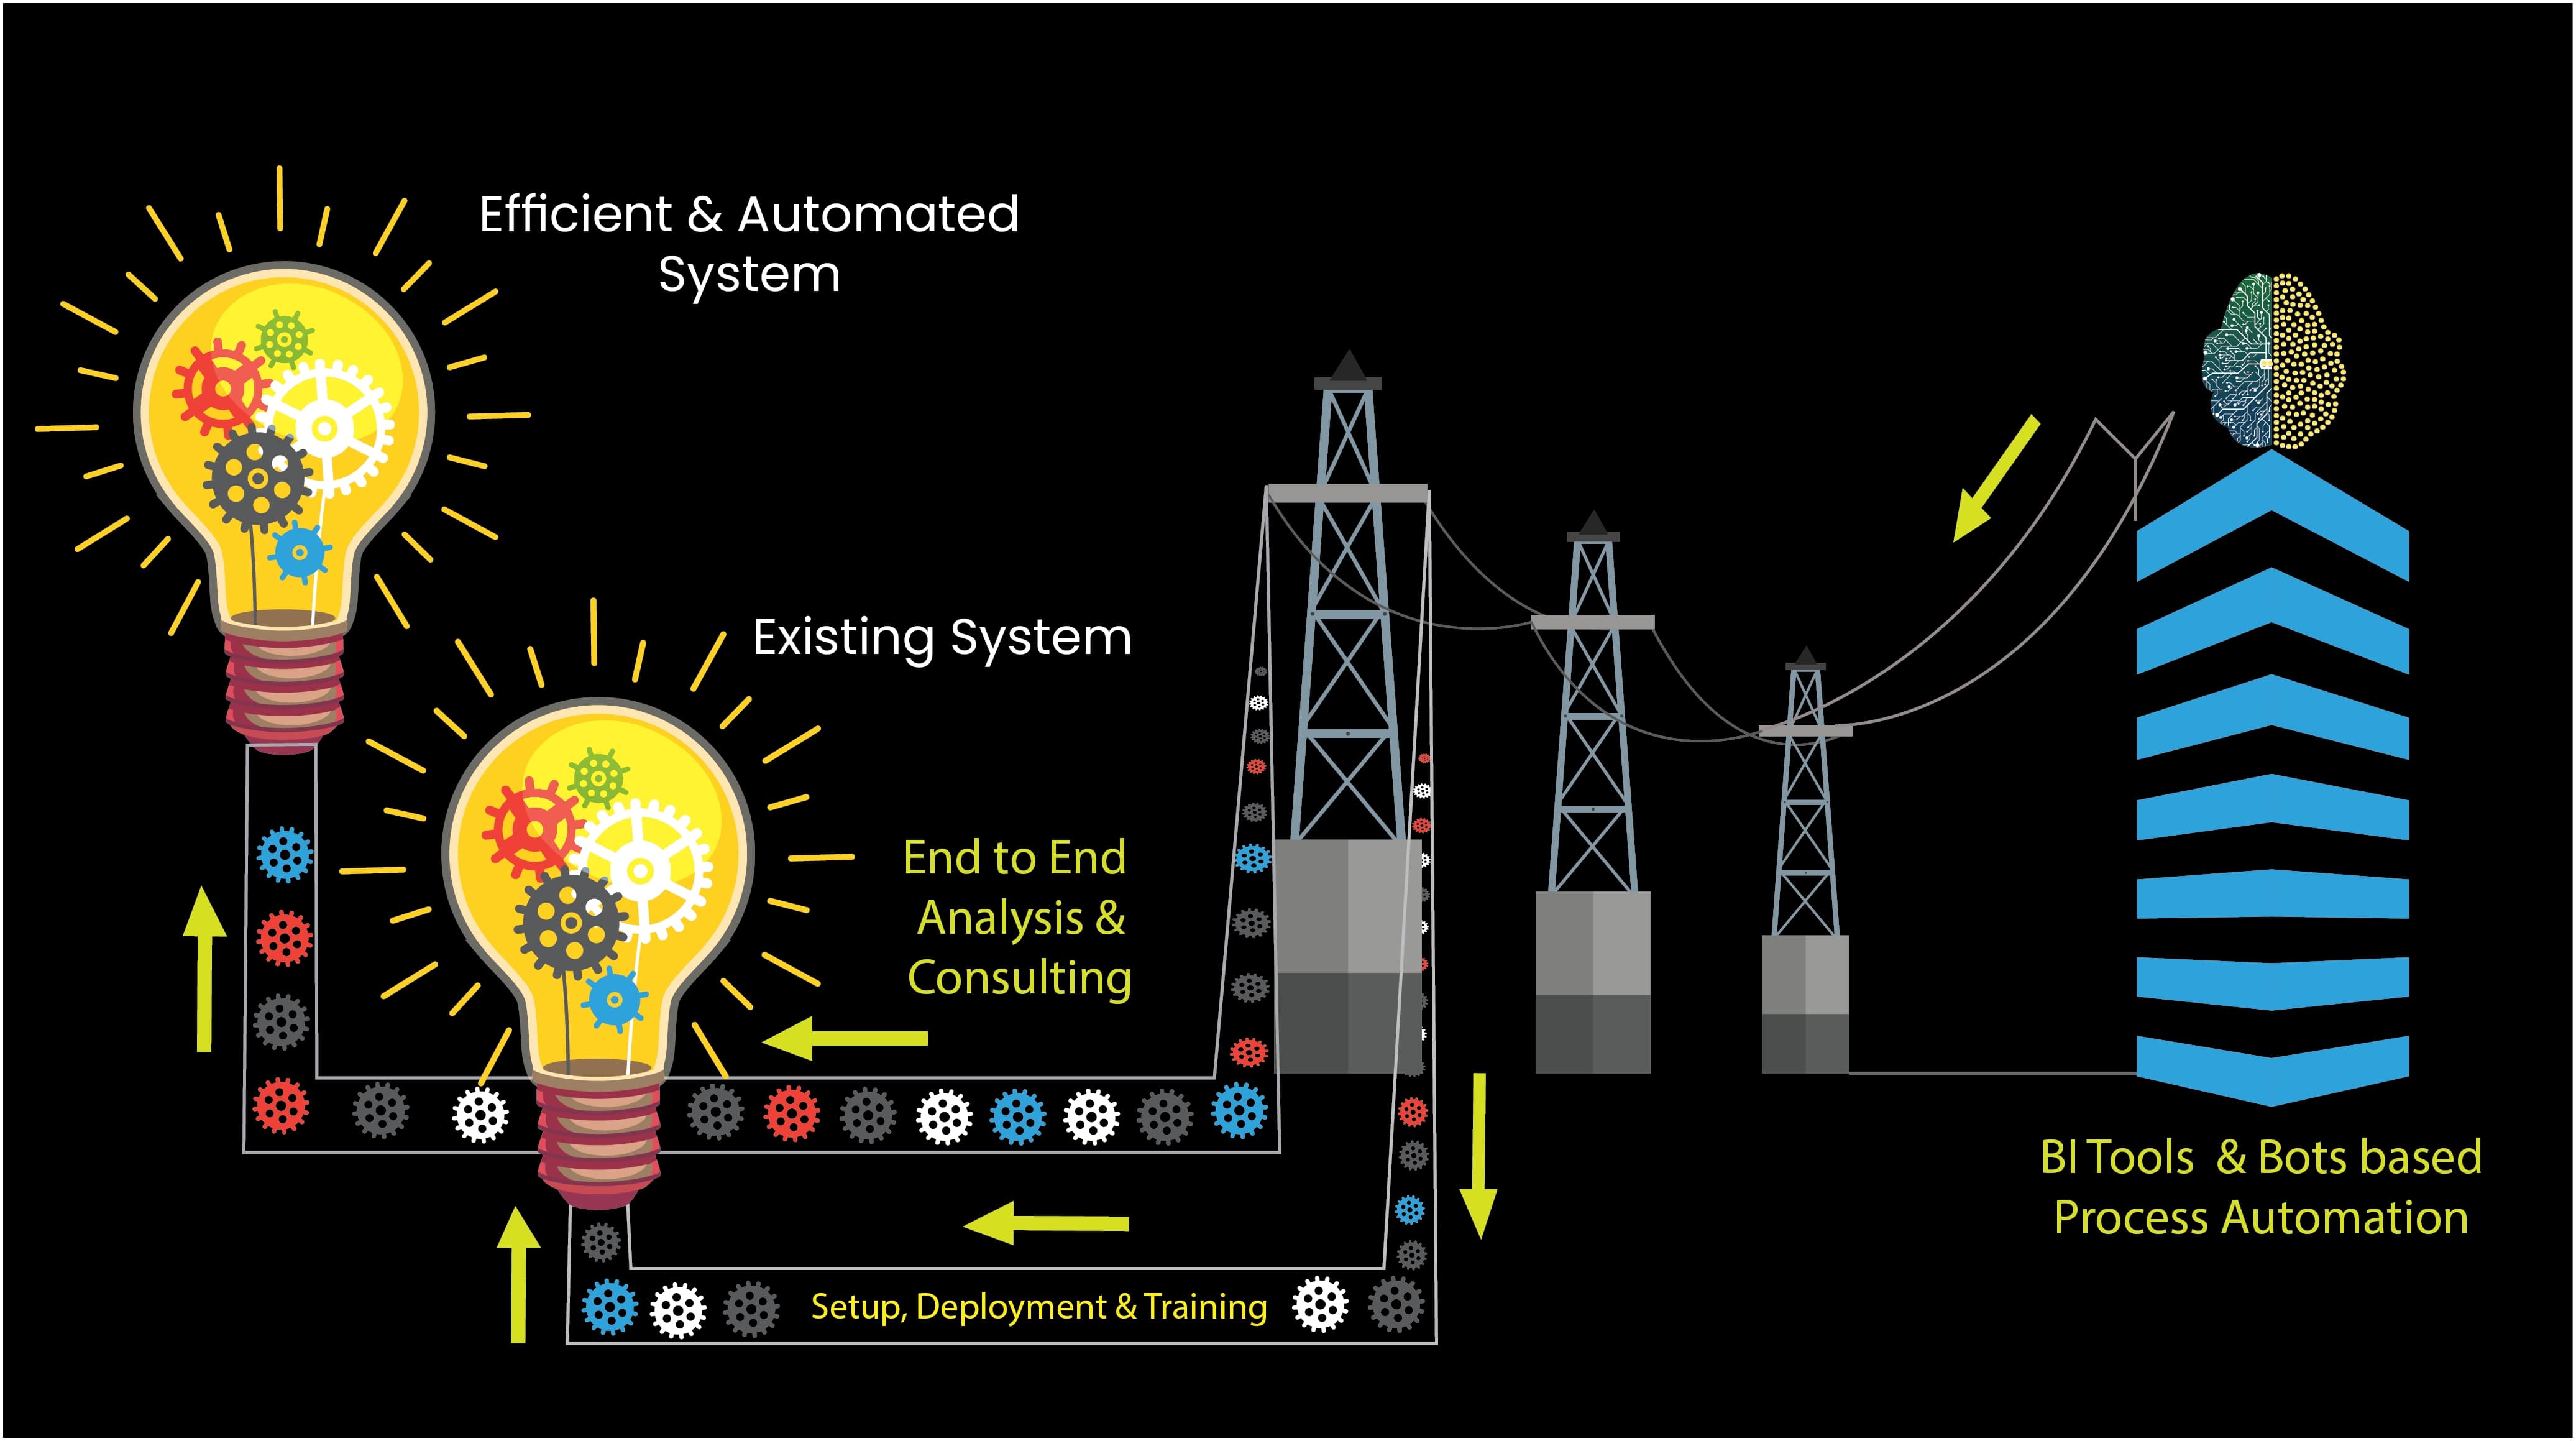 Efficient & Automated
System
Existing System
End to End
Analysis &
Consulting
BI Tools & Bots based
Process Automation
Setup, Deployment & Training